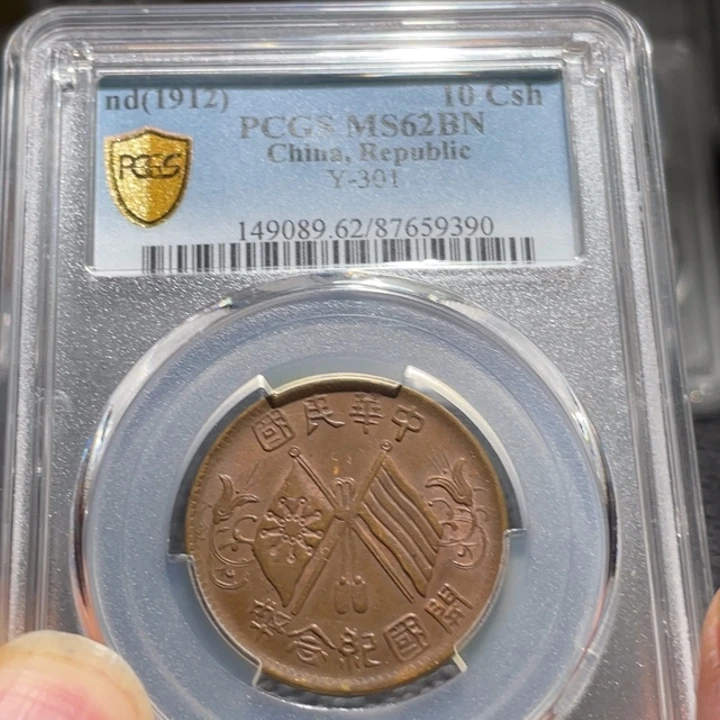 nd(1912) 10 Csh
PCGS MS62BN
China, Republic
Y-301
PCGS
149089.62/87659390
中華民國
開國紀念幣